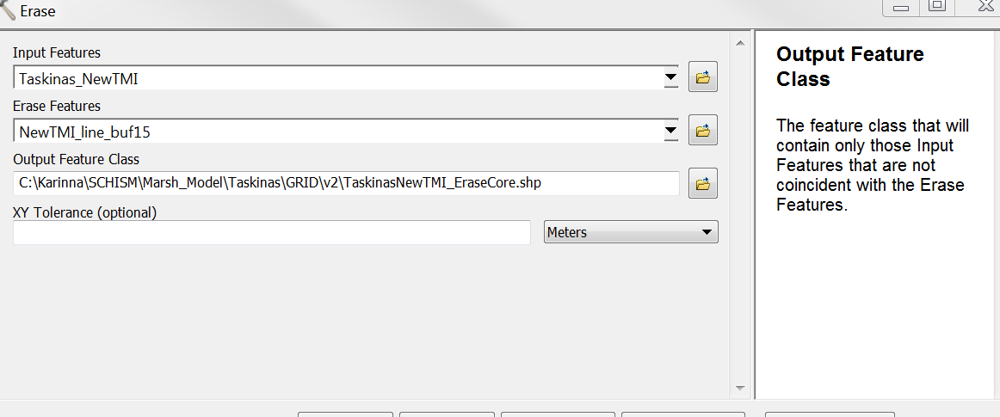 Erase
Input Features
Taskinas_NewTMI
Erase Features
NewTMI_line_buf15
Output Feature Class
C:\Karinna\SCHISM\Marsh_Model\Taskinas\GRID\v2\TaskinasNewTMI_EraseCore.shp
XY Tolerance (optional)
Meters
Output Feature
Class
The feature class that will
contain only those Input
Features that are not
coincident with the Erase
Features.